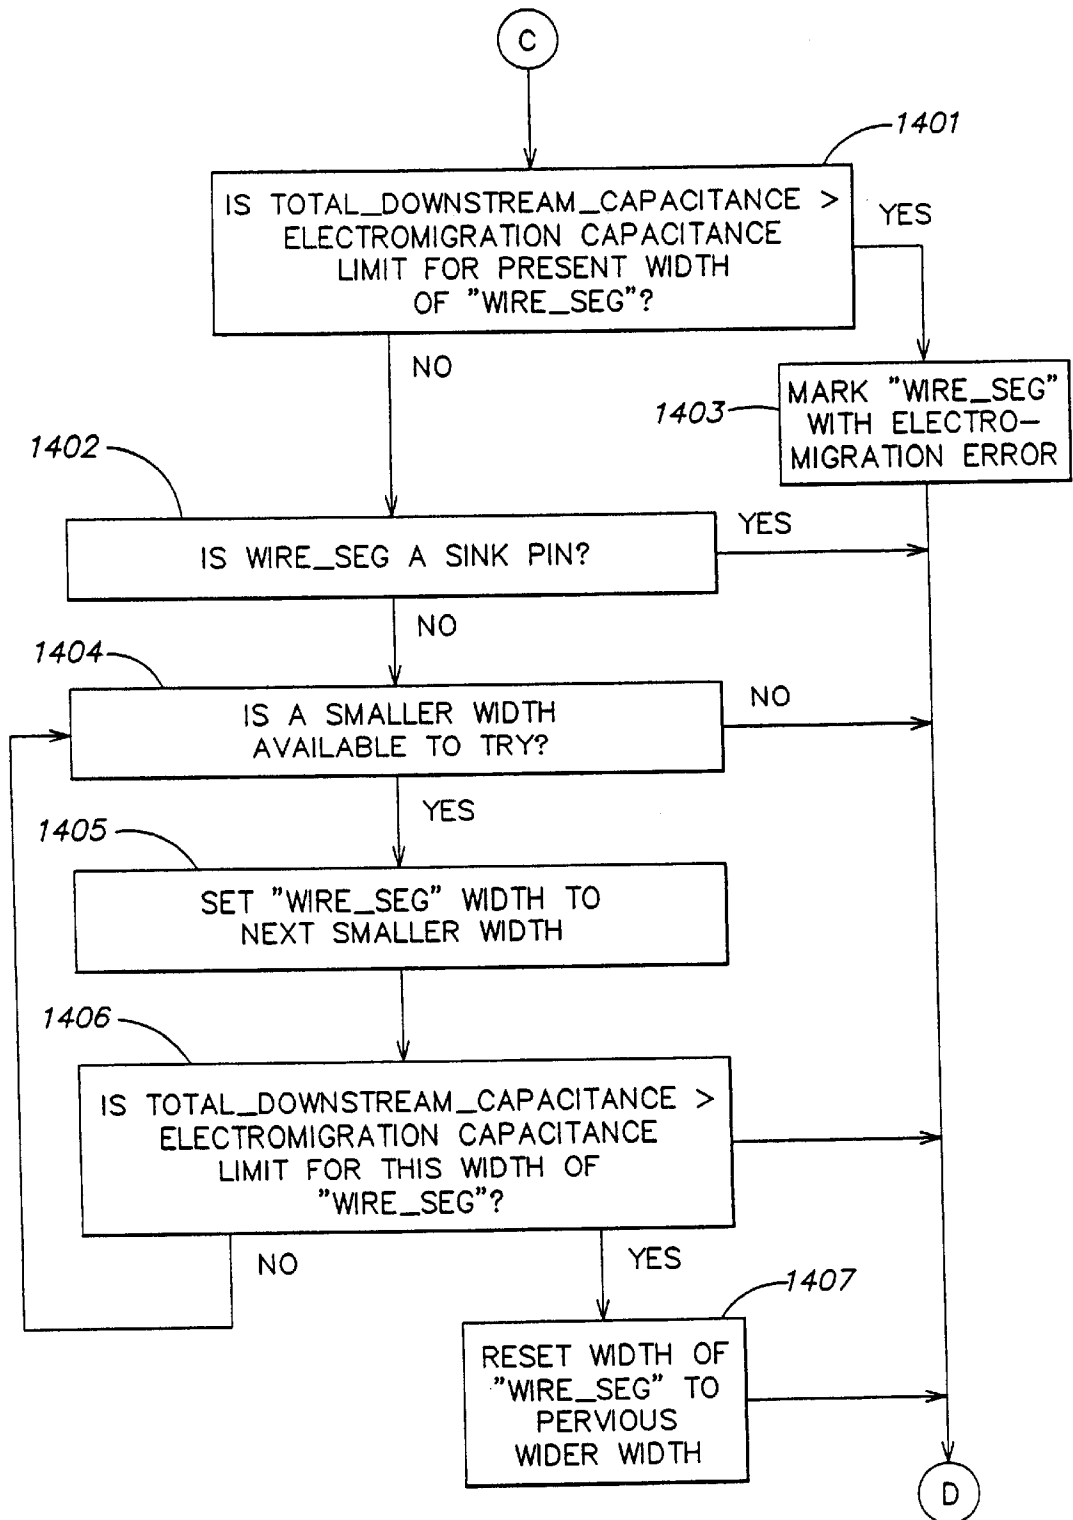 C
1401
IS TOTAL_DOWNSTREAM_CAPACITANCE >
ELECTROMIGRATION CAPACITANCE
LIMIT FOR PRESENT WIDTH
OF "WIRE_SEG"?
YES
NO
1403
MARK "WIRE_SEG"
WITH ELECTRO-
MIGRATION ERROR
1402
IS WIRE_SEG A SINK PIN?
YES
NO
1404
IS A SMALLER WIDTH
AVAILABLE TO TRY?
NO
YES
1405
SET "WIRE_SEG" WIDTH TO
NEXT SMALLER WIDTH
1406
IS TOTAL_DOWNSTREAM_CAPACITANCE >
ELECTROMIGRATION CAPACITANCE
LIMIT FOR THIS WIDTH OF
"WIRE_SEG"?
NO
YES
1407
RESET WIDTH OF
"WIRE_SEG" TO
PERVIOUS
WIDER WIDTH
D